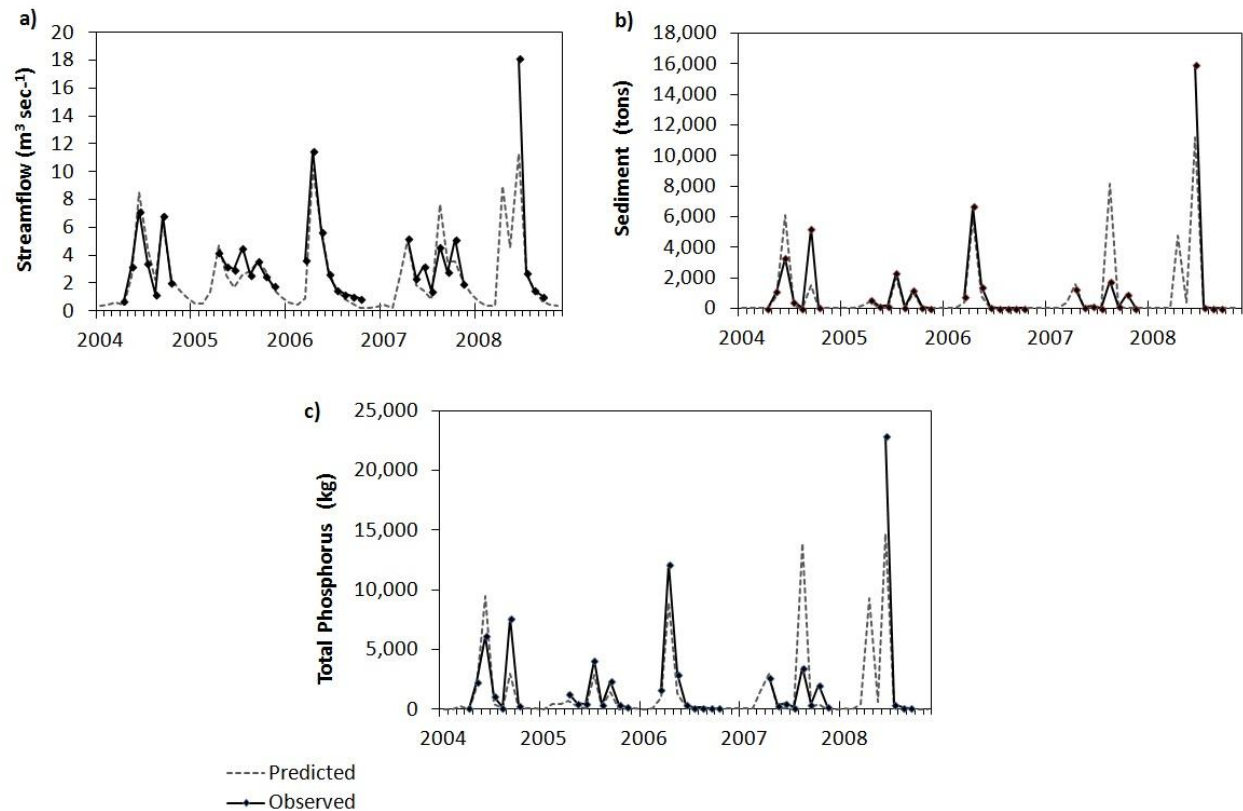 a)
Streamflow (m³ sec-¹)
20
18
16
14
12
10
8
6
4
2
0
2004 2005 2006 2007 2008
b)
Sediment (tons)
18,000
16,000
14,000
12,000
10,000
8,000
6,000
4,000
2,000
0
2004 2005 2006 2007 2008
c)
Total Phosphorus (kg)
25,000
20,000
15,000
10,000
5,000
0
2004 2005 2006 2007 2008
Predicted
Observed